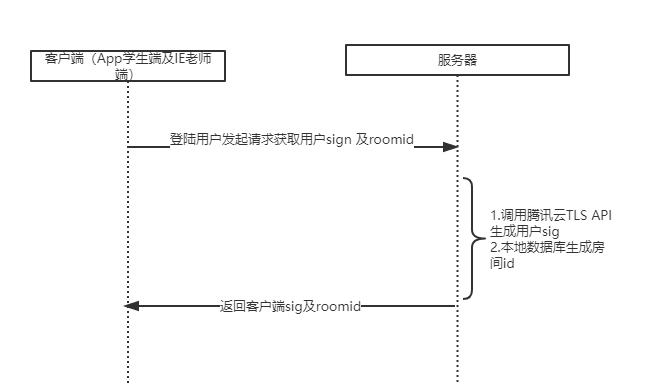 客户端（App学生端及IE老师
端）
服务器
登陆用户发起请求获取用户sign 及roomid
1.调用腾讯云TLS API
生成用户sig
2.本地数据库生成房
间id
返回客户端sig及roomid